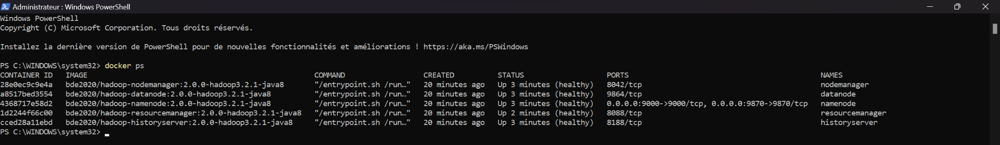 Administrateur : Windows PowerShell
Windows PowerShell
Copyright (C) Microsoft Corporation. Tous droits réservés.
Installez la dernière version de PowerShell pour de nouvelles fonctionnalités et améliorations ! https://aka.ms/PSWindows
PS C:\WINDOWS\system32> docker ps
CONTAINER ID   IMAGE                                                    COMMAND                  CREATED          STATUS                   PORTS                                            NAMES
28e0ec9c9e4a   bde2020/hadoop-nodemanager:2.0.0-hadoop3.2.1-java8       "/entrypoint.sh /run…"   20 minutes ago   Up 3 minutes (healthy)   8042/tcp                                         nodemanager
a8517bed3554   bde2020/hadoop-datanode:2.0.0-hadoop3.2.1-java8          "/entrypoint.sh /run…"   20 minutes ago   Up 3 minutes (healthy)   9864/tcp                                         datanode
4368717e58d2   bde2020/hadoop-namenode:2.0.0-hadoop3.2.1-java8          "/entrypoint.sh /run…"   20 minutes ago   Up 3 minutes (healthy)   0.0.0.0:9000->9000/tcp, 0.0.0.0:9870->9870/tcp   namenode
1d2244f66c00   bde2020/hadoop-resourcemanager:2.0.0-hadoop3.2.1-java8   "/entrypoint.sh /run…"   20 minutes ago   Up 2 minutes (healthy)   8088/tcp                                         resourcemanager
cced28a11ebd   bde2020/hadoop-historyserver:2.0.0-hadoop3.2.1-java8     "/entrypoint.sh /run…"   20 minutes ago   Up 3 minutes (healthy)   8188/tcp                                         historyserver
PS C:\WINDOWS\system32>